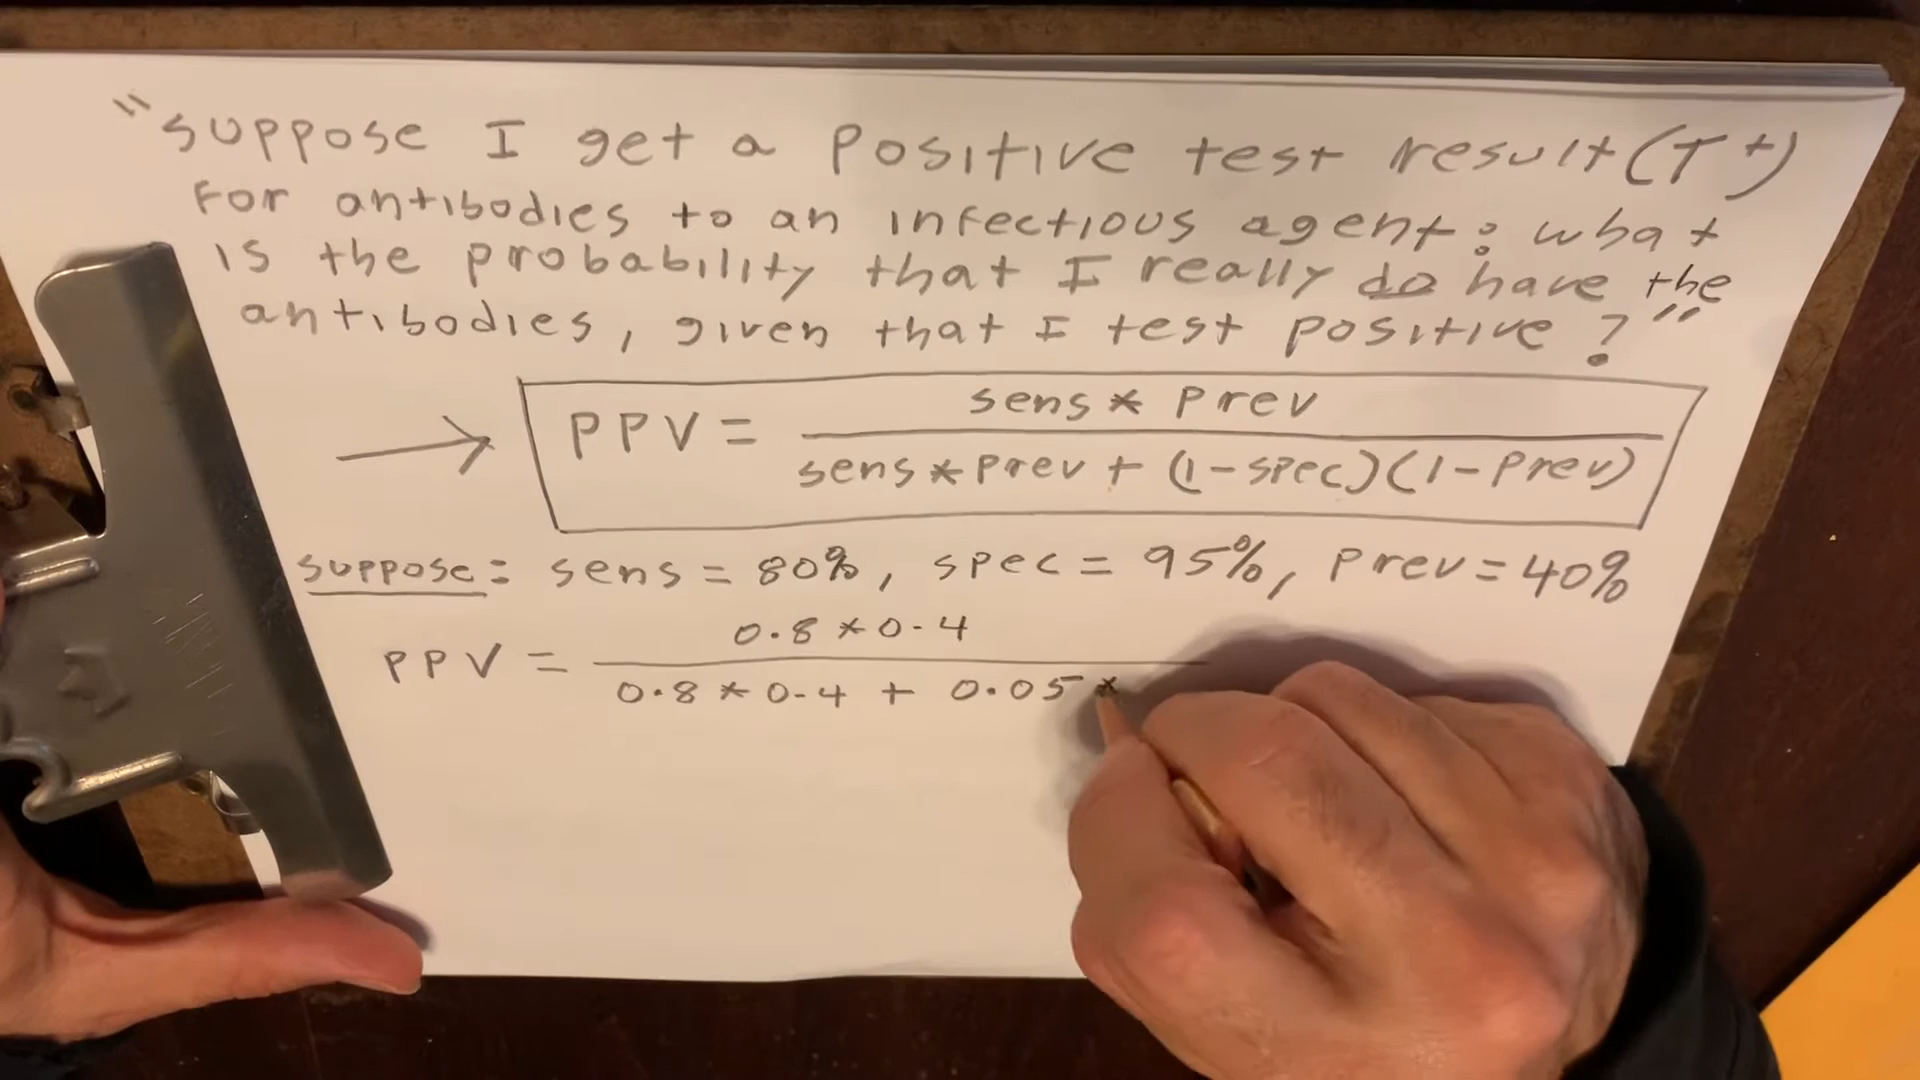 "suppose I get a positive test result (T+)
For antibodies to an infectious agent: what
is the probability that I really do have the
antibodies, given that I test positive?"
→ PPV = sens * prev
sens * prev + (1-spec)(1-prev)
suppose: sens = 80%, spec = 95%, prev = 40%
PPV = 0.8 * 0.4
0.8 * 0.4 + 0.05 *